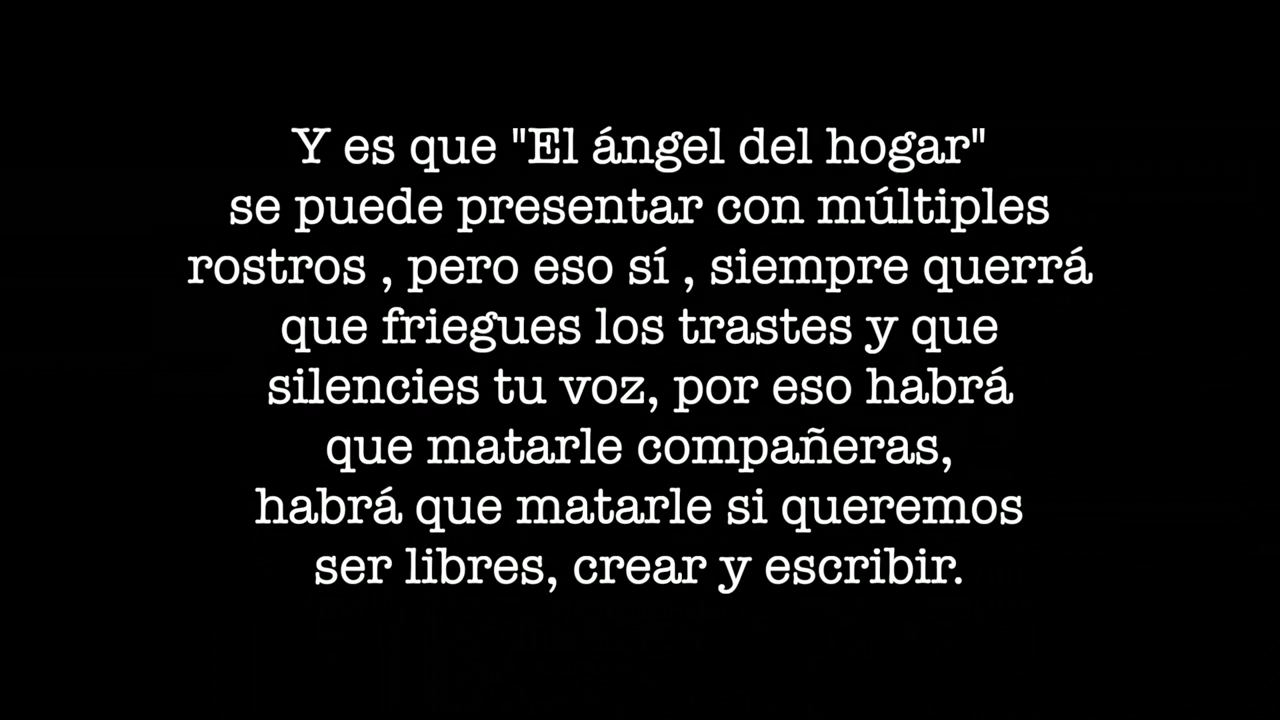 Y es que "El ángel del hogar"
se puede presentar con múltiples
rostros , pero eso sí , siempre querrá
que friegues los trastes y que
silencies tu voz, por eso habrá
que matarle compañeras,
habrá que matarle si queremos
ser libres, crear y escribir.